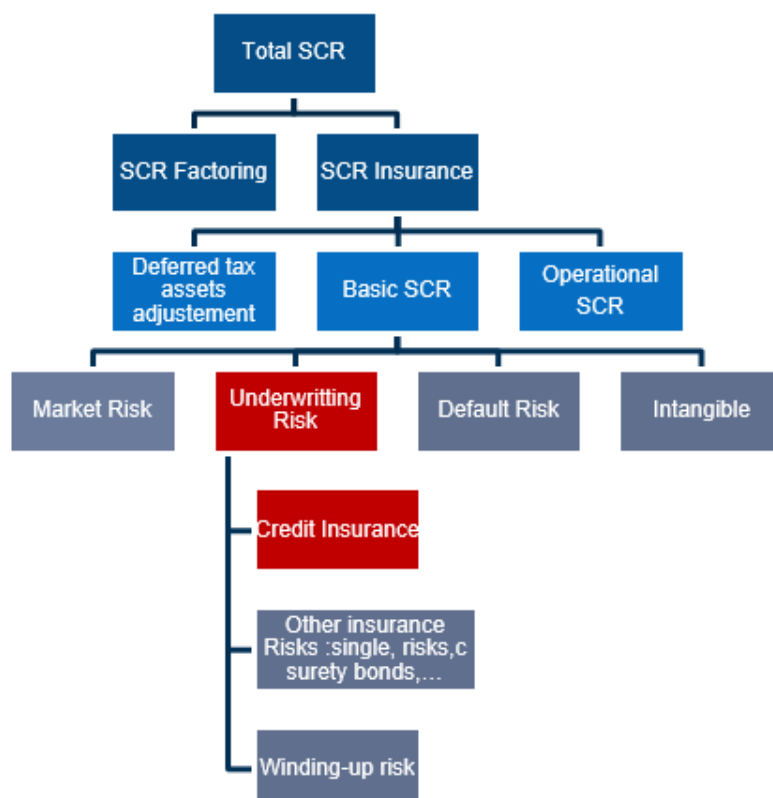 Total SCR
SCR Factoring
SCR Insurance
Deferred tax
assets
adjustement
Basic SCR
Operational
SCR
Market Risk
Underwritting
Risk
Default Risk
Intangible
Credit Insurance
Other insurance
Risks :single, risks,c
surety bonds,...
Winding-up risk